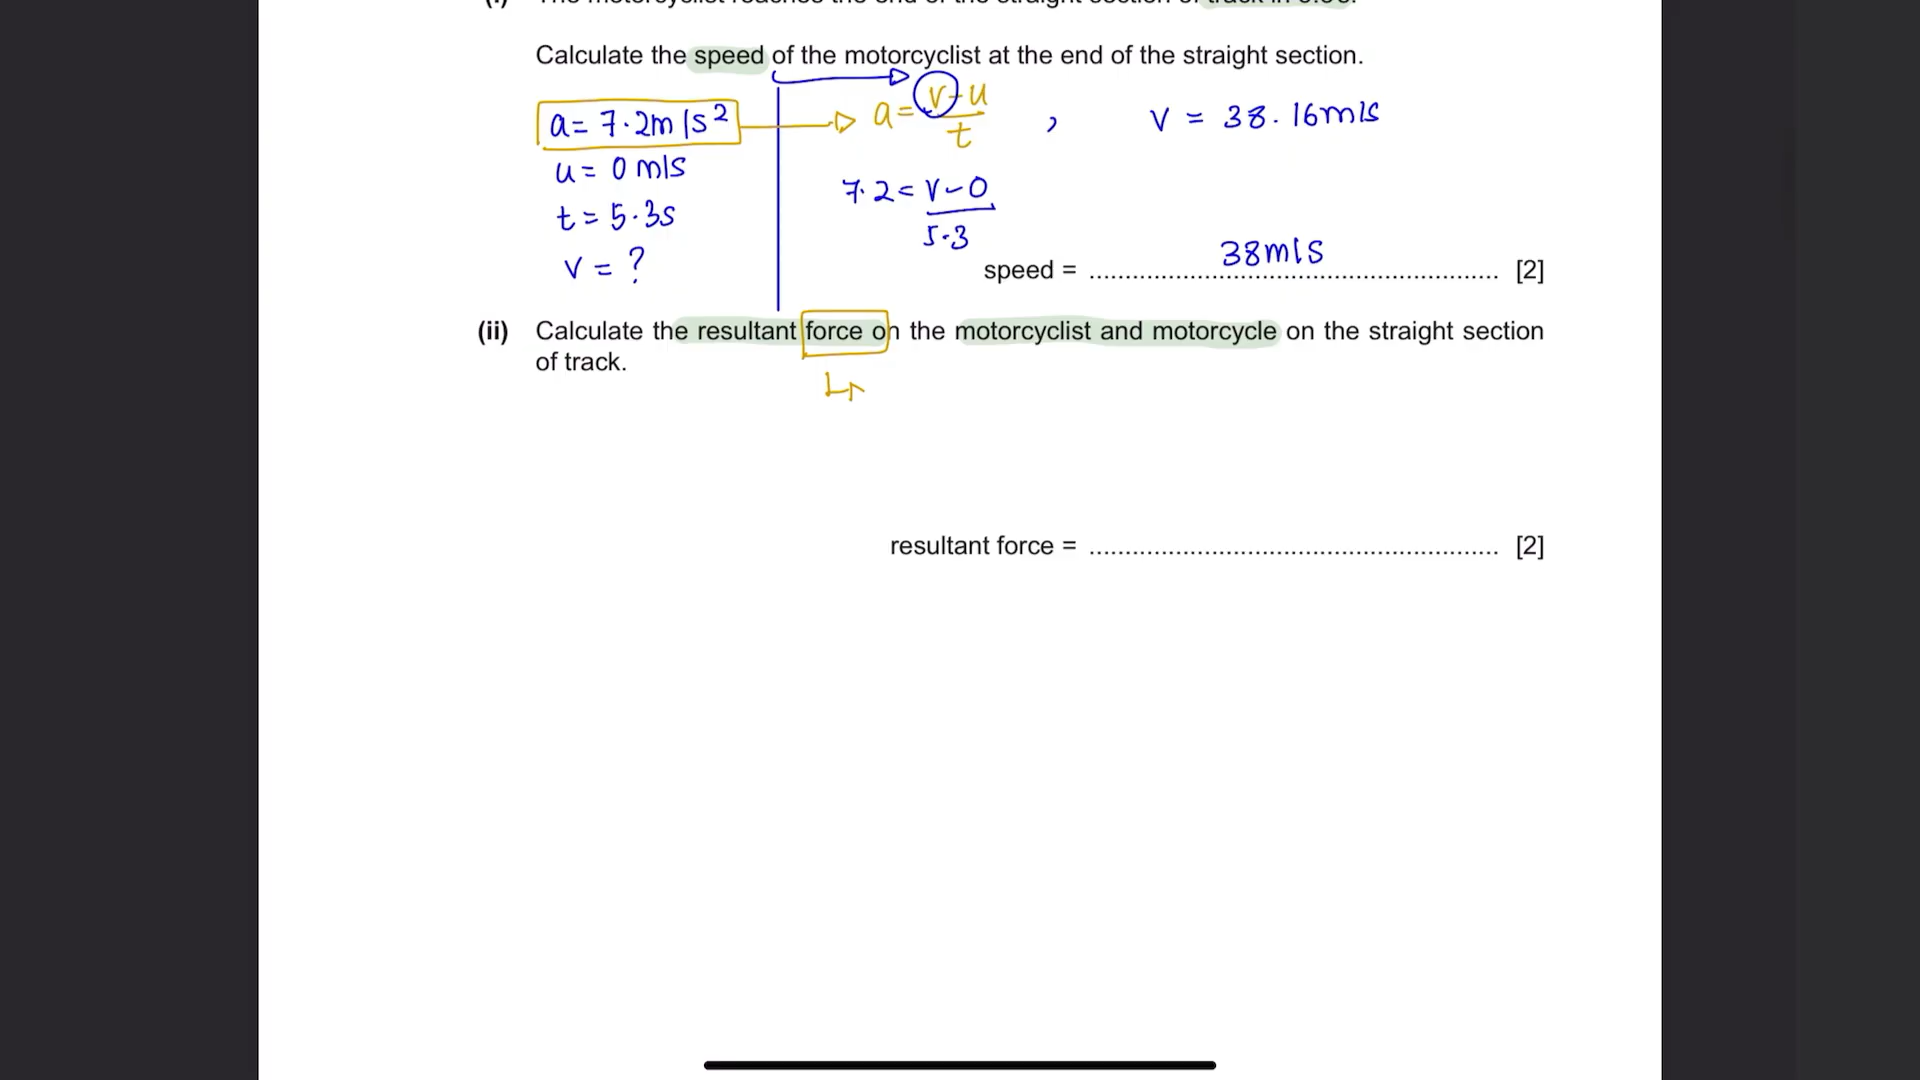 Calculate the speed of the motorcyclist at the end of the straight section.
a = 7.2m/s²
u = 0 m/s
t = 5.3s
v = ?
a = v-u
t
,
7.2 = v-0
5.3
v = 38.16m/s
38m/s
speed = .......................................................... [2]
(ii) Calculate the resultant force on the motorcyclist and motorcycle on the straight section
of track.
resultant force = .......................................................... [2]